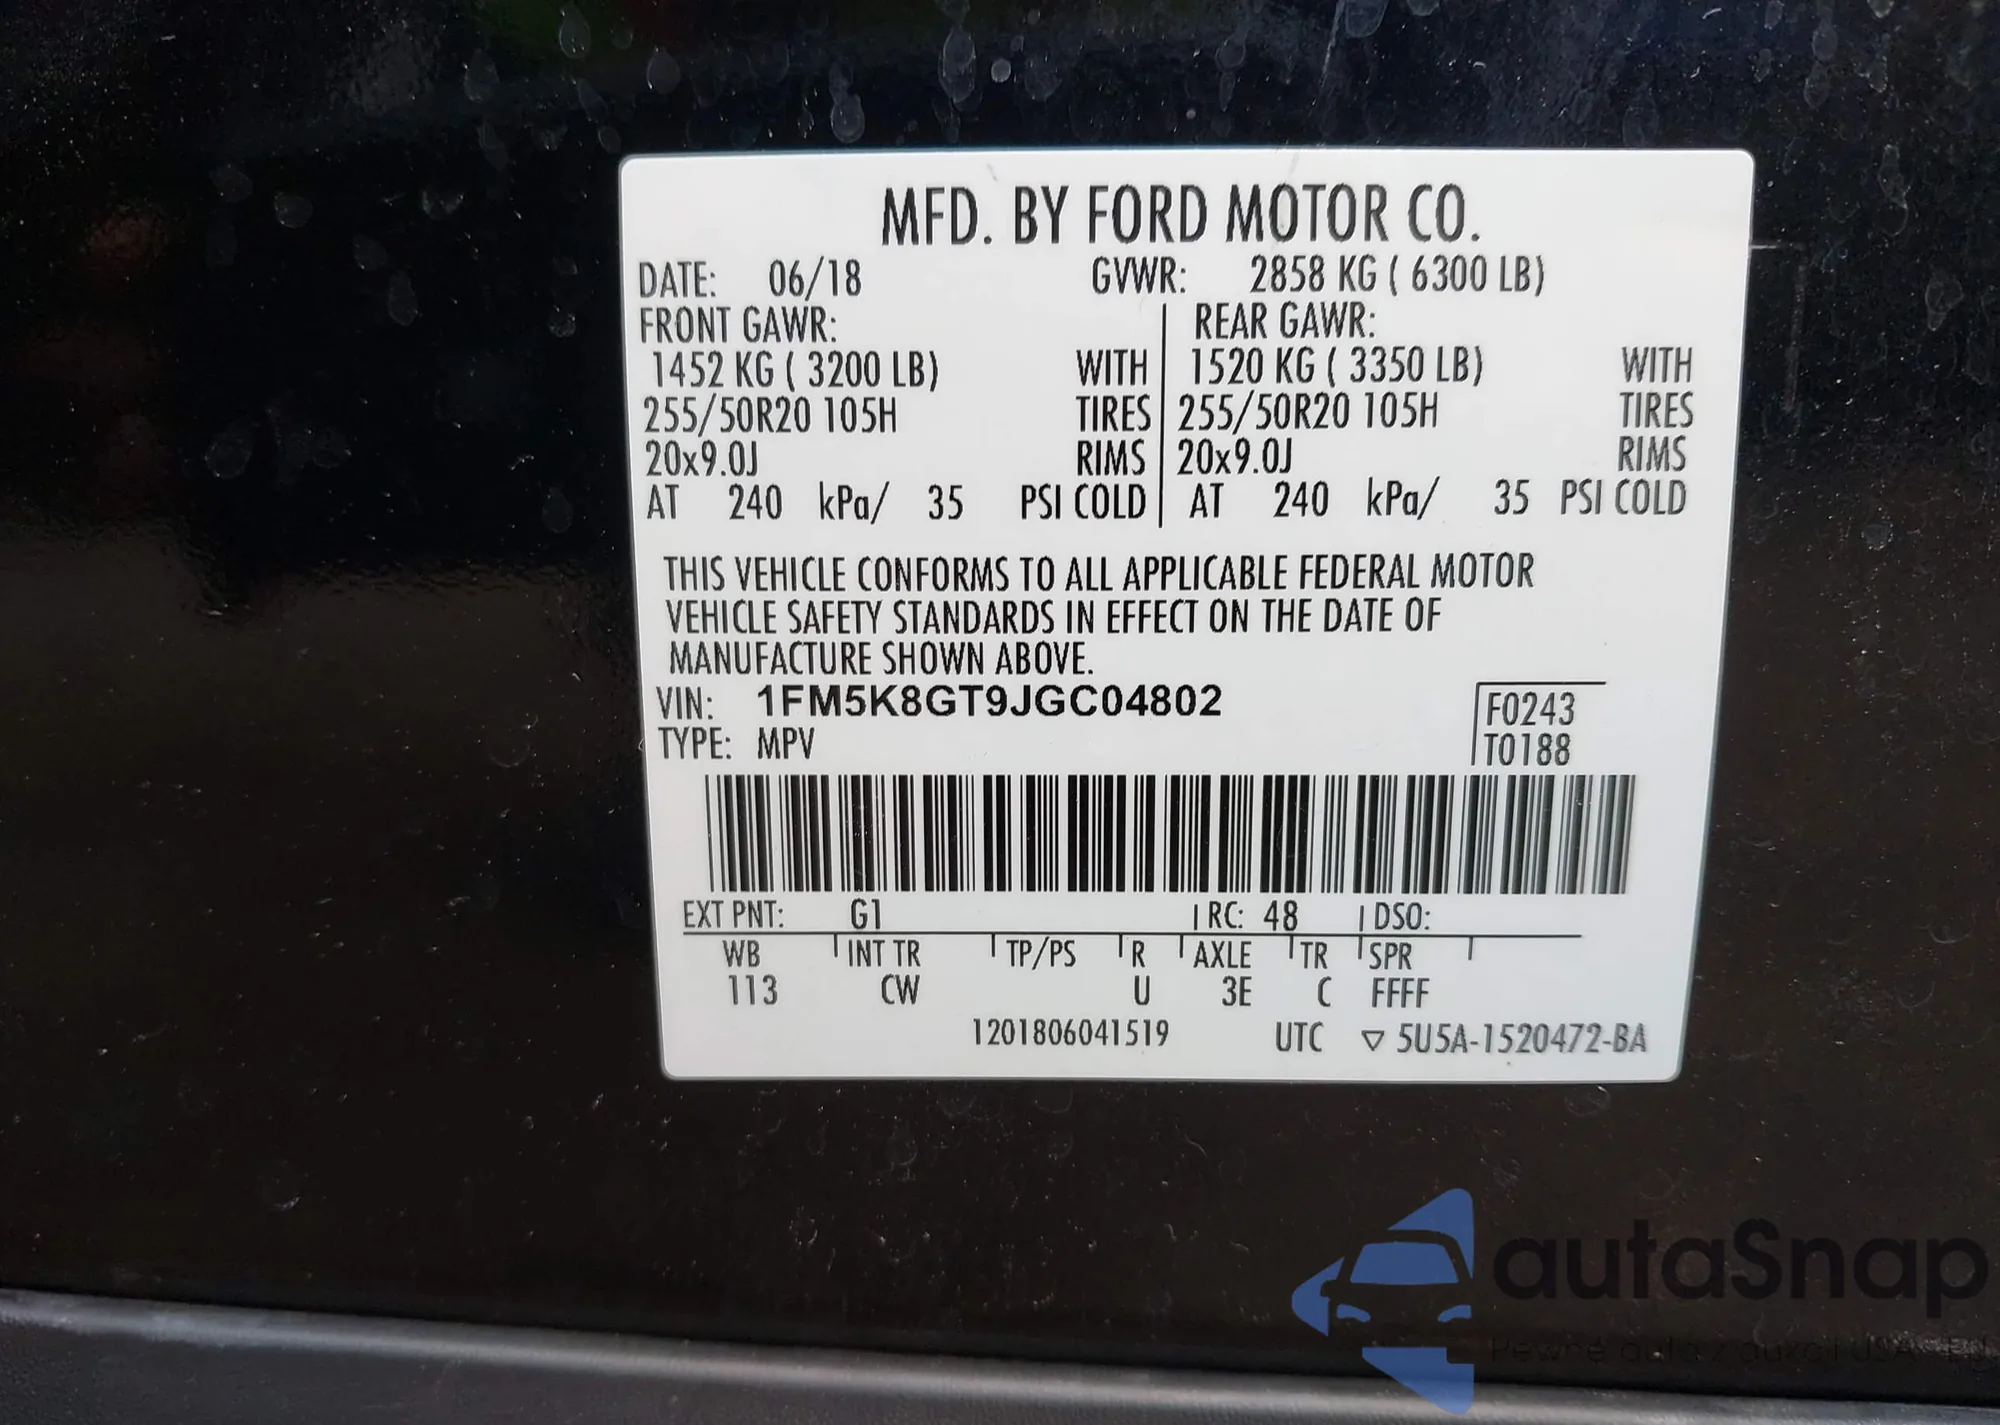 MFD. BY FORD MOTOR CO.
DATE: 06/18 GVWR: 2858 KG ( 6300 LB)
FRONT GAWR: REAR GAWR:
1452 KG ( 3200 LB) WITH 1520 KG ( 3350 LB) WITH
255/50R20 105H TIRES 255/50R20 105H TIRES
20x9.0J RIMS 20x9.0J RIMS
AT 240 kPa/ 35 PSI COLD AT 240 kPa/ 35 PSI COLD
THIS VEHICLE CONFORMS TO ALL APPLICABLE FEDERAL MOTOR
VEHICLE SAFETY STANDARDS IN EFFECT ON THE DATE OF
MANUFACTURE SHOWN ABOVE.
VIN: 1FM5K8GT9JGC04802 F0243
TYPE: MPV T0188
EXT PNT: G1 RC: 48 DSO:
WB INT TR TP/PS R AXLE TR SPR
113 CW U 3E C FFFF
1201806041519 UTC ▽ 5U5A-1520472-BA
autaSnap
Pewne auta z aukcji USA